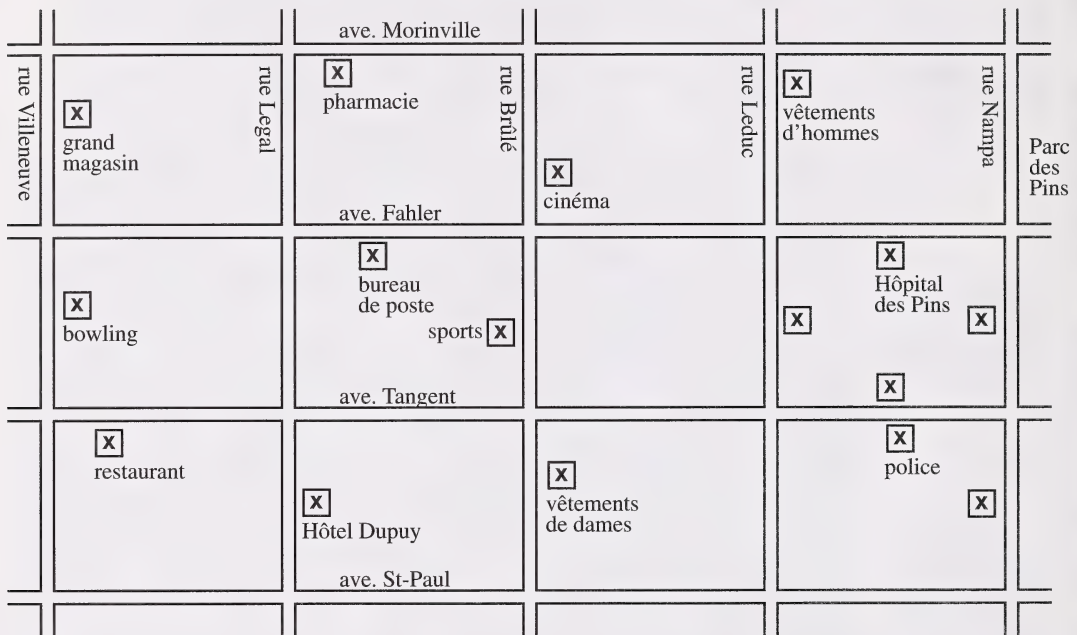 ave. Morinville
rue Villeneuve
X
grand
magasin
rue Legal
X
pharmacie
rue Brûlé
ave. Fahler
X
cinéma
rue Leduc
X
vêtements
d'hommes
rue Nampa
Parc
des
Pins
X
bowling
X
bureau
de poste
sports X
ave. Tangent
X
Hôpital
des Pins
X
X
X
X
restaurant
X
Hôtel Dupuy
ave. St-Paul
X
vêtements
de dames
X
police
X